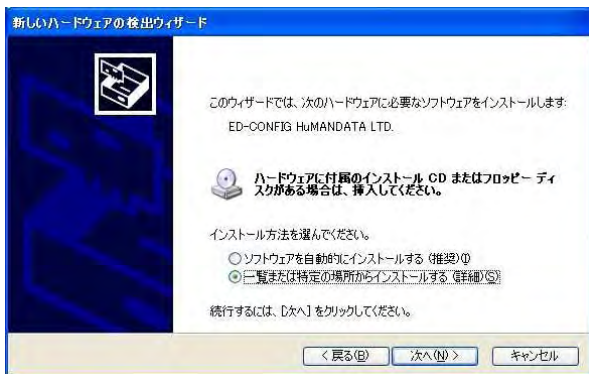 新しいハードウェアの検出ウィザード
このウィザードでは、次のハードウェアに必要なソフトウェアをインストールします:
ED-CONFIG HuMANDATA LTD.
ハードウェアに付属のインストール CD またはフロッピー ディ
スクがある場合は、挿入してください。
インストール方法を選んでください。
ソフトウェアを自動的にインストールする (推奨)(I)
一覧または特定の場所からインストールする (詳細)(S)
続行するには、[次へ] をクリックしてください。
< 戻る(B) 次へ(N) > キャンセル